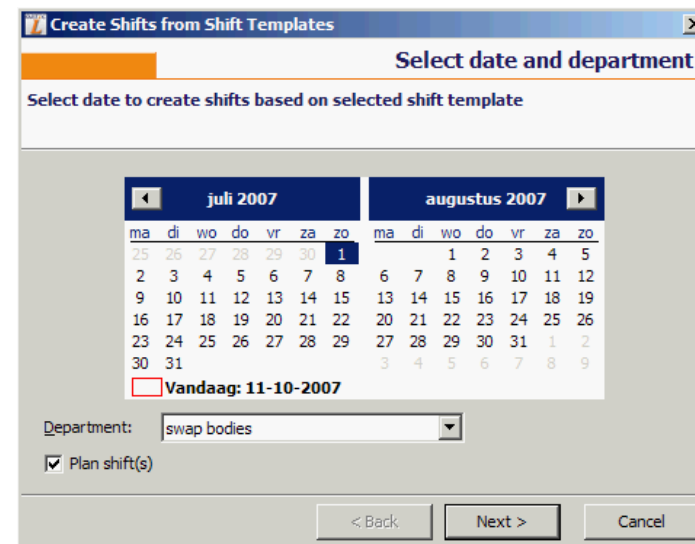 Create Shifts from Shift Templates
Select date and department
Select date to create shifts based on selected shift template
juli 2007 augustus 2007
ma di wo do vr za zo ma di wo do vr za zo
25 26 27 28 29 30 1 1 2 3 4 5
2 3 4 5 6 7 8 6 7 8 9 10 11 12
9 10 11 12 13 14 15 13 14 15 16 17 18 19
16 17 18 19 20 21 22 20 21 22 23 24 25 26
23 24 25 26 27 28 29 27 28 29 30 31 1 2
30 31 3 4 5 6 7 8 9
Vandaag: 11-10-2007
Department: swap bodies
Plan shift(s)
< Back Next > Cancel